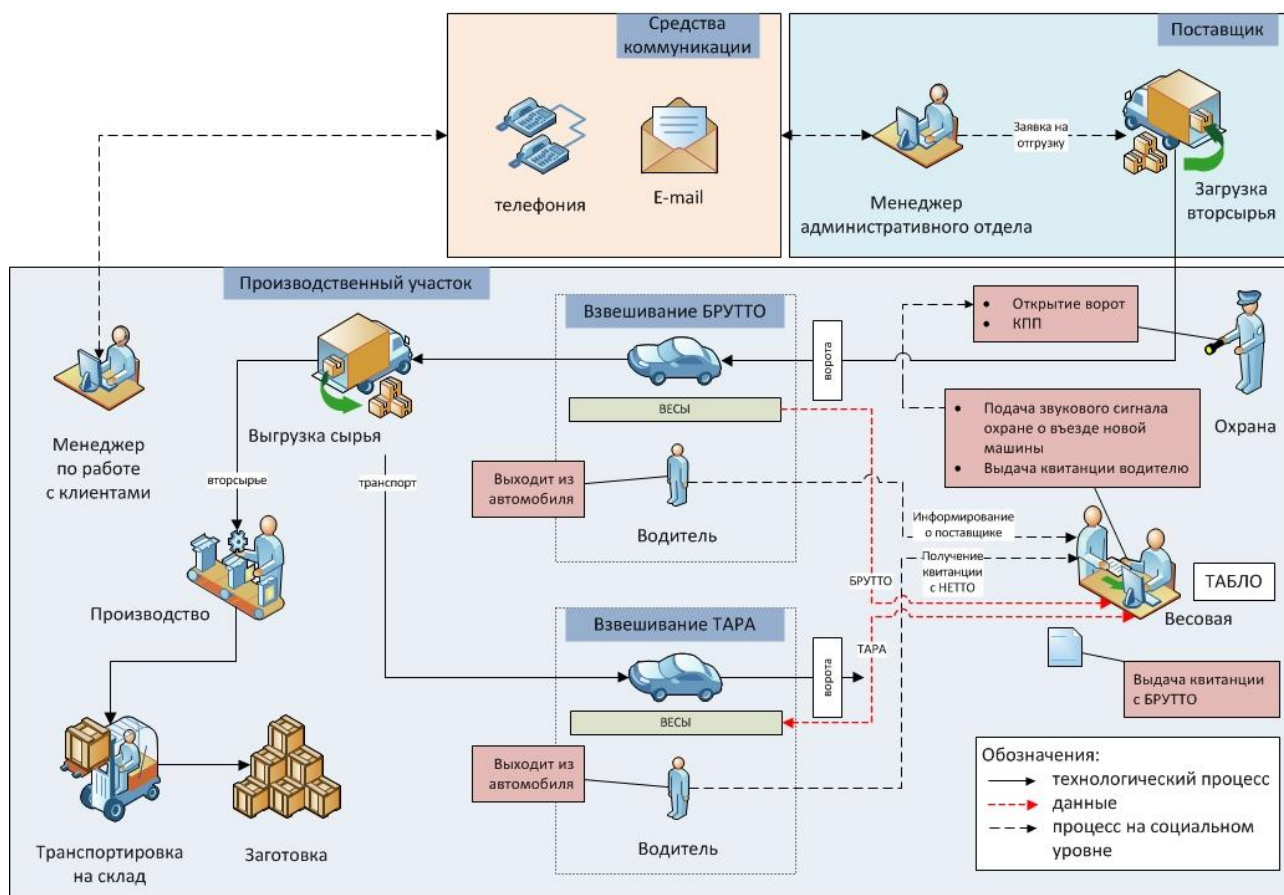 Средства
коммуникации
телефония
E-mail
Поставщик
Менеджер
административного отдела
Заявка на
отгрузку
Загрузка
вторсырья
Производственный участок
Менеджер
по работе
с клиентами
Выгрузка сырья
вторсырье
транспорт
Производство
Транспортировка
на склад
Заготовка
Взвешивание БРУТТО
ВЕСЫ
Выходит из
автомобиля
Водитель
ворота
Взвешивание ТАРА
ВЕСЫ
Выходит из
автомобиля
Водитель
ворота
БРУТТО
ТАРА
• Открытие ворот
• КПП
Охрана
• Подача звукового сигнала
охране о въезде новой
машины
• Выдача квитанции водителю
Информирование
о поставщике
Получение
квитанции
с НЕТТО
ТАБЛО
Весовая
Выдача квитанции
с БРУТТО
Обозначения:
технологический процесс
данные
процесс на социальном
уровне